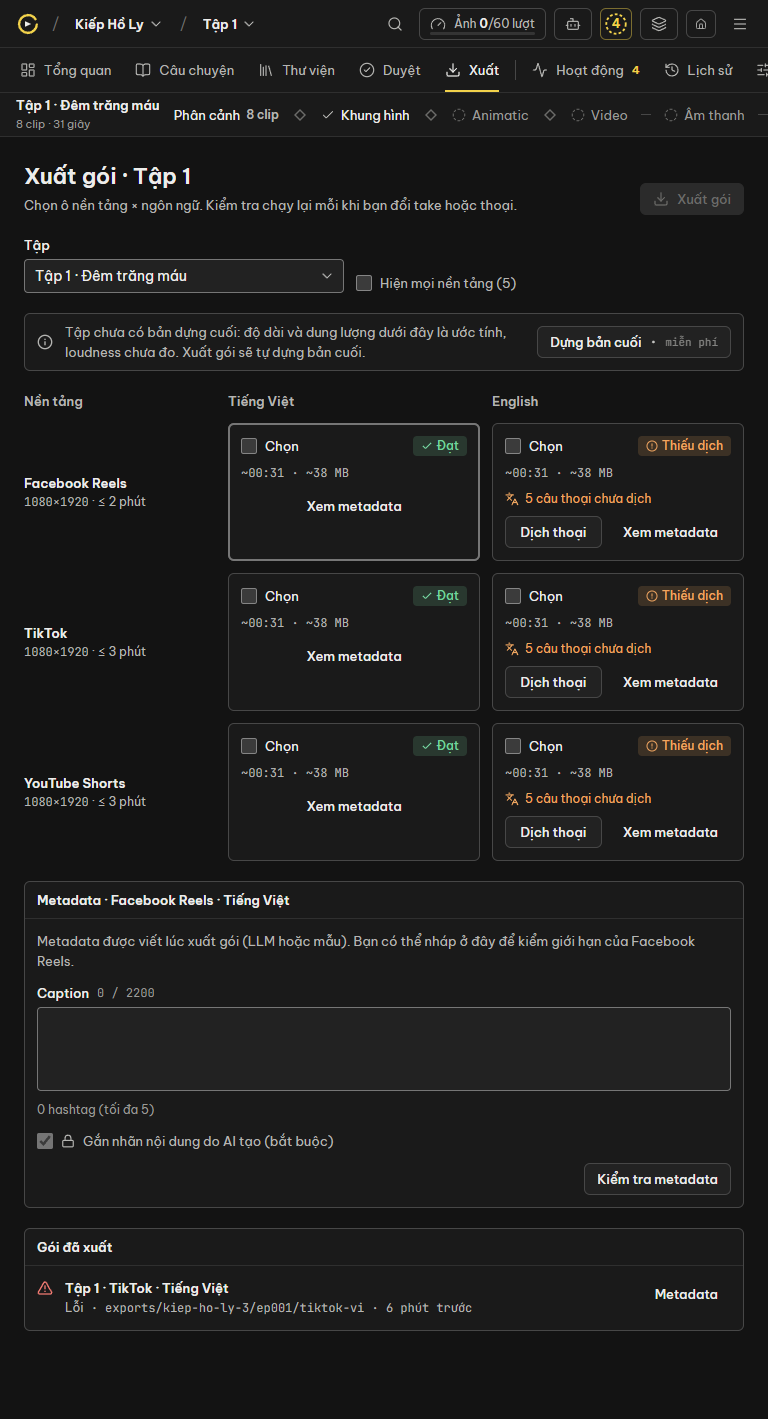 / Kiếp Hồ Ly / Tập 1 Ảnh 0/60 lượt 4
Tổng quan Câu chuyện Thư viện Duyệt Xuất Hoạt động 4 Lịch sử
Tập 1 · Đêm trăng máu
8 clip · 31 giây
Phân cảnh 8 clip Khung hình Animatic Video Âm thanh
Xuất gói · Tập 1
Chọn ô nền tảng × ngôn ngữ. Kiểm tra chạy lại mỗi khi bạn đổi take hoặc thoại.
Xuất gói
Tập
Tập 1 · Đêm trăng máu
Hiện mọi nền tảng (5)
Tập chưa có bản dựng cuối: độ dài và dung lượng dưới đây là ước tính,
loudness chưa đo. Xuất gói sẽ tự dựng bản cuối.
Dựng bản cuối · miễn phí
Nền tảng Tiếng Việt English
Facebook Reels
1080×1920 · ≤ 2 phút
Chọn Đạt
~00:31 · ~38 MB
Xem metadata
Chọn Thiếu dịch
~00:31 · ~38 MB
5 câu thoại chưa dịch
Dịch thoại Xem metadata
TikTok
1080×1920 · ≤ 3 phút
Chọn Đạt
~00:31 · ~38 MB
Xem metadata
Chọn Thiếu dịch
~00:31 · ~38 MB
5 câu thoại chưa dịch
Dịch thoại Xem metadata
YouTube Shorts
1080×1920 · ≤ 3 phút
Chọn Đạt
~00:31 · ~38 MB
Xem metadata
Chọn Thiếu dịch
~00:31 · ~38 MB
5 câu thoại chưa dịch
Dịch thoại Xem metadata
Metadata · Facebook Reels · Tiếng Việt
Metadata được viết lúc xuất gói (LLM hoặc mẫu). Bạn có thể nháp ở đây để kiểm giới hạn của Facebook
Reels.
Caption 0 / 2200
0 hashtag (tối đa 5)
Gắn nhãn nội dung do AI tạo (bắt buộc)
Kiểm tra metadata
Gói đã xuất
Tập 1 · TikTok · Tiếng Việt
Lỗi · exports/kiep-ho-ly-3/ep001/tiktok-vi · 6 phút trước
Metadata